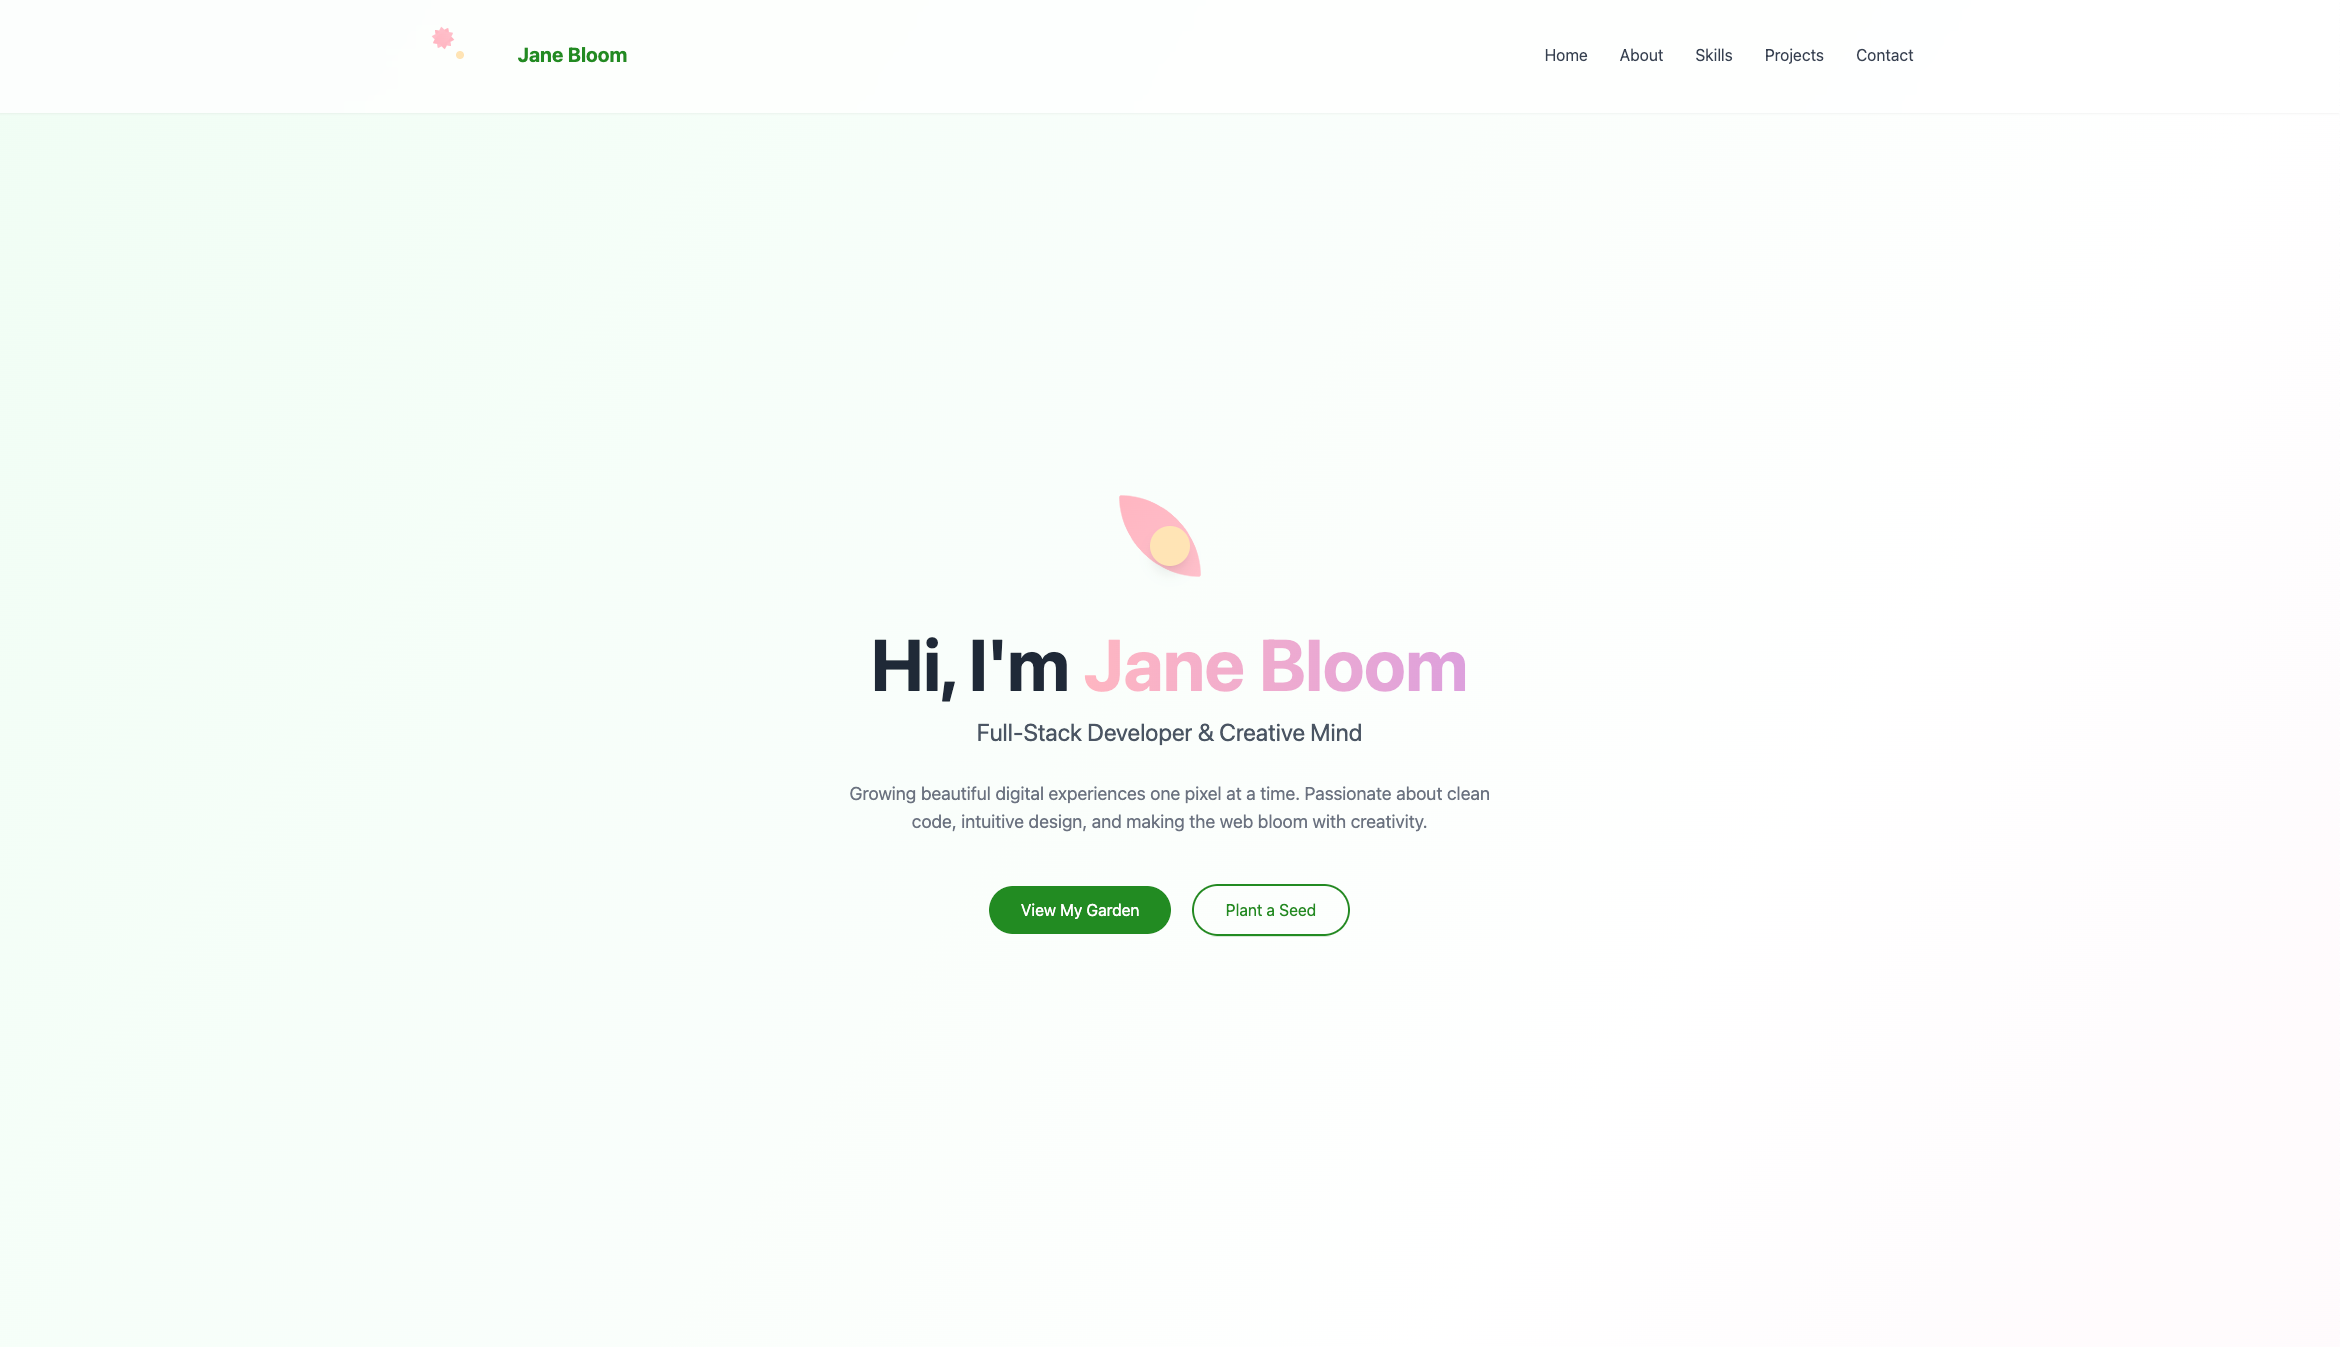 Jane Bloom
Home
About
Skills
Projects
Contact
Hi, I'm Jane Bloom
Full-Stack Developer & Creative Mind
Growing beautiful digital experiences one pixel at a time. Passionate about clean
code, intuitive design, and making the web bloom with creativity.
View My Garden
Plant a Seed